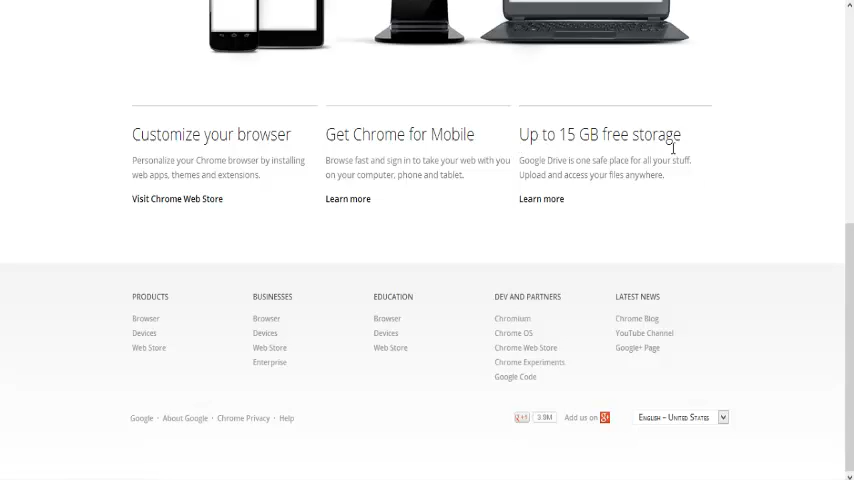 Customize your browser
Personalize your Chrome browser by installing
web apps, themes and extensions.
Visit Chrome Web Store
Get Chrome for Mobile
Browse fast and sign in to take your web with you
on your computer, phone and tablet.
Learn more
Up to 15 GB free storage
Google Drive is one safe place for all your stuff.
Upload and access your files anywhere.
Learn more
PRODUCTS
Browser
Devices
Web Store
BUSINESSES
Browser
Devices
Web Store
Enterprise
EDUCATION
Browser
Devices
Web Store
DEV AND PARTNERS
Chromium
Chrome OS
Chrome Web Store
Chrome Experiments
Google Code
LATEST NEWS
Chrome Blog
YouTube Channel
Google+ Page
Google · About Google · Chrome Privacy · Help
+1 3.9M Add us on g+ English – United States